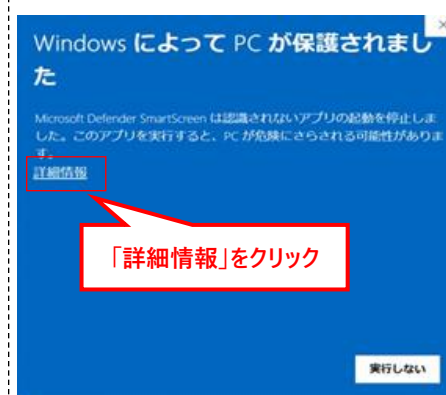 Windows によって PC が保護されまし
た
Microsoft Defender SmartScreen は認識されないアプリの起動を停止しま
した。このアプリを実行すると、PC が危険にさらされる可能性がありま
す。
詳細情報
「詳細情報」をクリック
実行しない